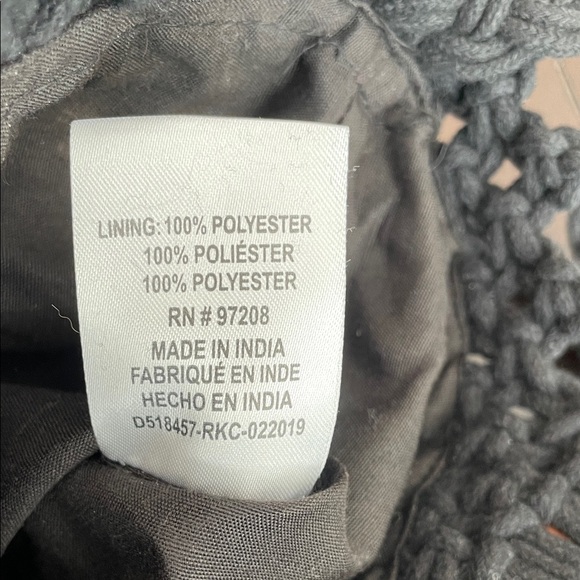 LINING: 100% POLYESTER
100% POLIÉSTER
100% POLYESTER
RN # 97208
MADE IN INDIA
FABRIQUÉ EN INDE
HECHO EN INDIA
D518457-RKC-022019